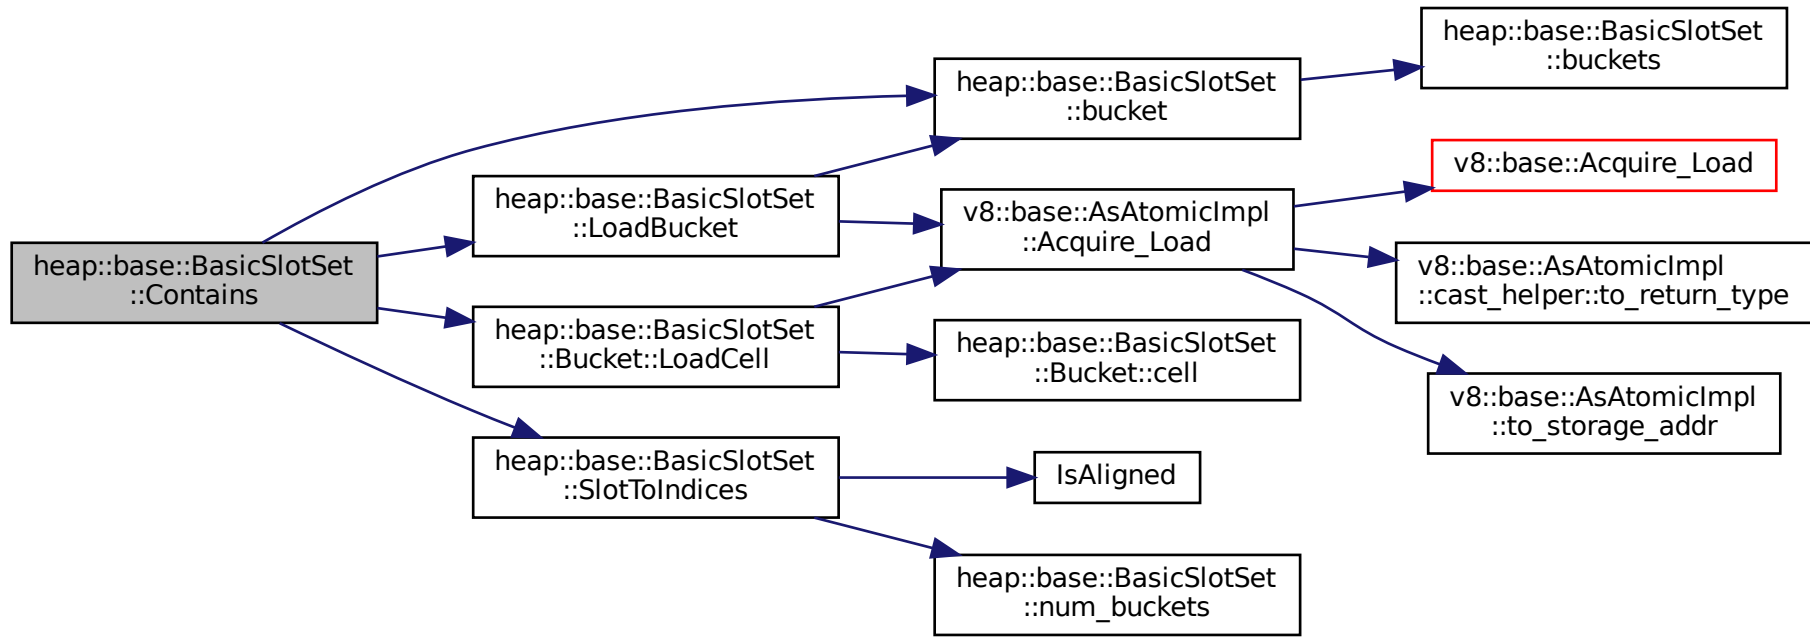 heap::base::BasicSlotSet
::Contains
heap::base::BasicSlotSet
::LoadBucket
heap::base::BasicSlotSet
::Bucket::LoadCell
heap::base::BasicSlotSet
::SlotToIndices
heap::base::BasicSlotSet
::bucket
v8::base::AsAtomicImpl
::Acquire_Load
heap::base::BasicSlotSet
::Bucket::cell
IsAligned
heap::base::BasicSlotSet
::num_buckets
heap::base::BasicSlotSet
::buckets
v8::base::Acquire_Load
v8::base::AsAtomicImpl
::cast_helper::to_return_type
v8::base::AsAtomicImpl
::to_storage_addr